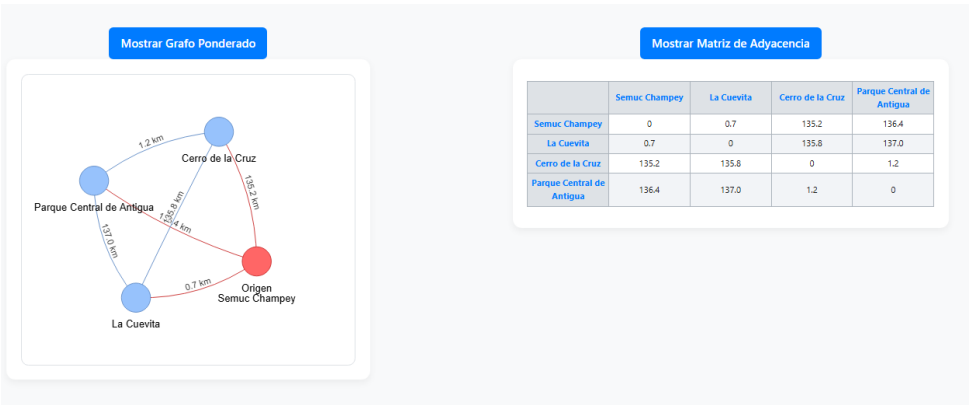 Mostrar Grafo Ponderado
1.2 km
Cerro de la Cruz
135.2 km
135.8 km
Parque Central de Antigua
137.0 km
0.7 km
Origen
Semuc Champey
La Cuevita
Mostrar Matriz de Adyacencia
Semuc Champey La Cuevita Cerro de la Cruz Parque Central de
Antigua
Semuc Champey 0 0.7 135.2 136.4
La Cuevita 0.7 0 135.8 137.0
Cerro de la Cruz 135.2 135.8 0 1.2
Parque Central de
Antigua 136.4 137.0 1.2 0